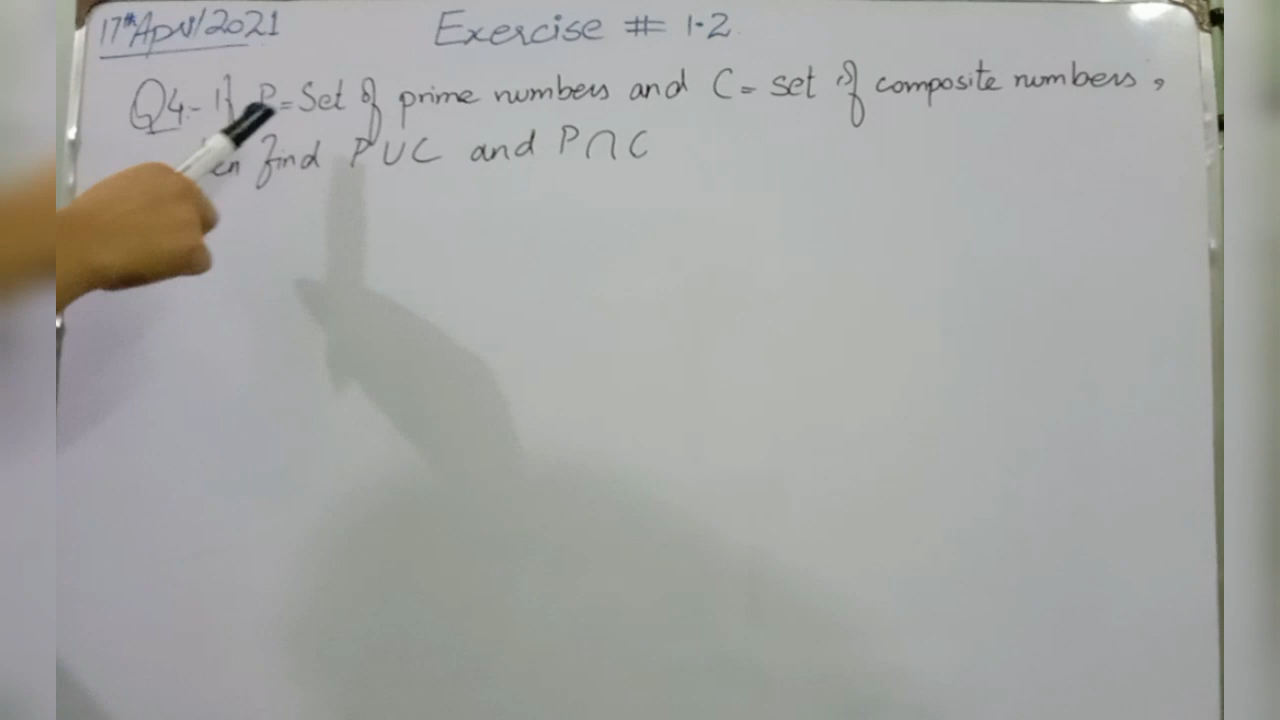 17th April/2021
Exercise # 1.2
Q4- If P = Set of prime numbers and C = set of composite numbers,
find P∪C and P∩C